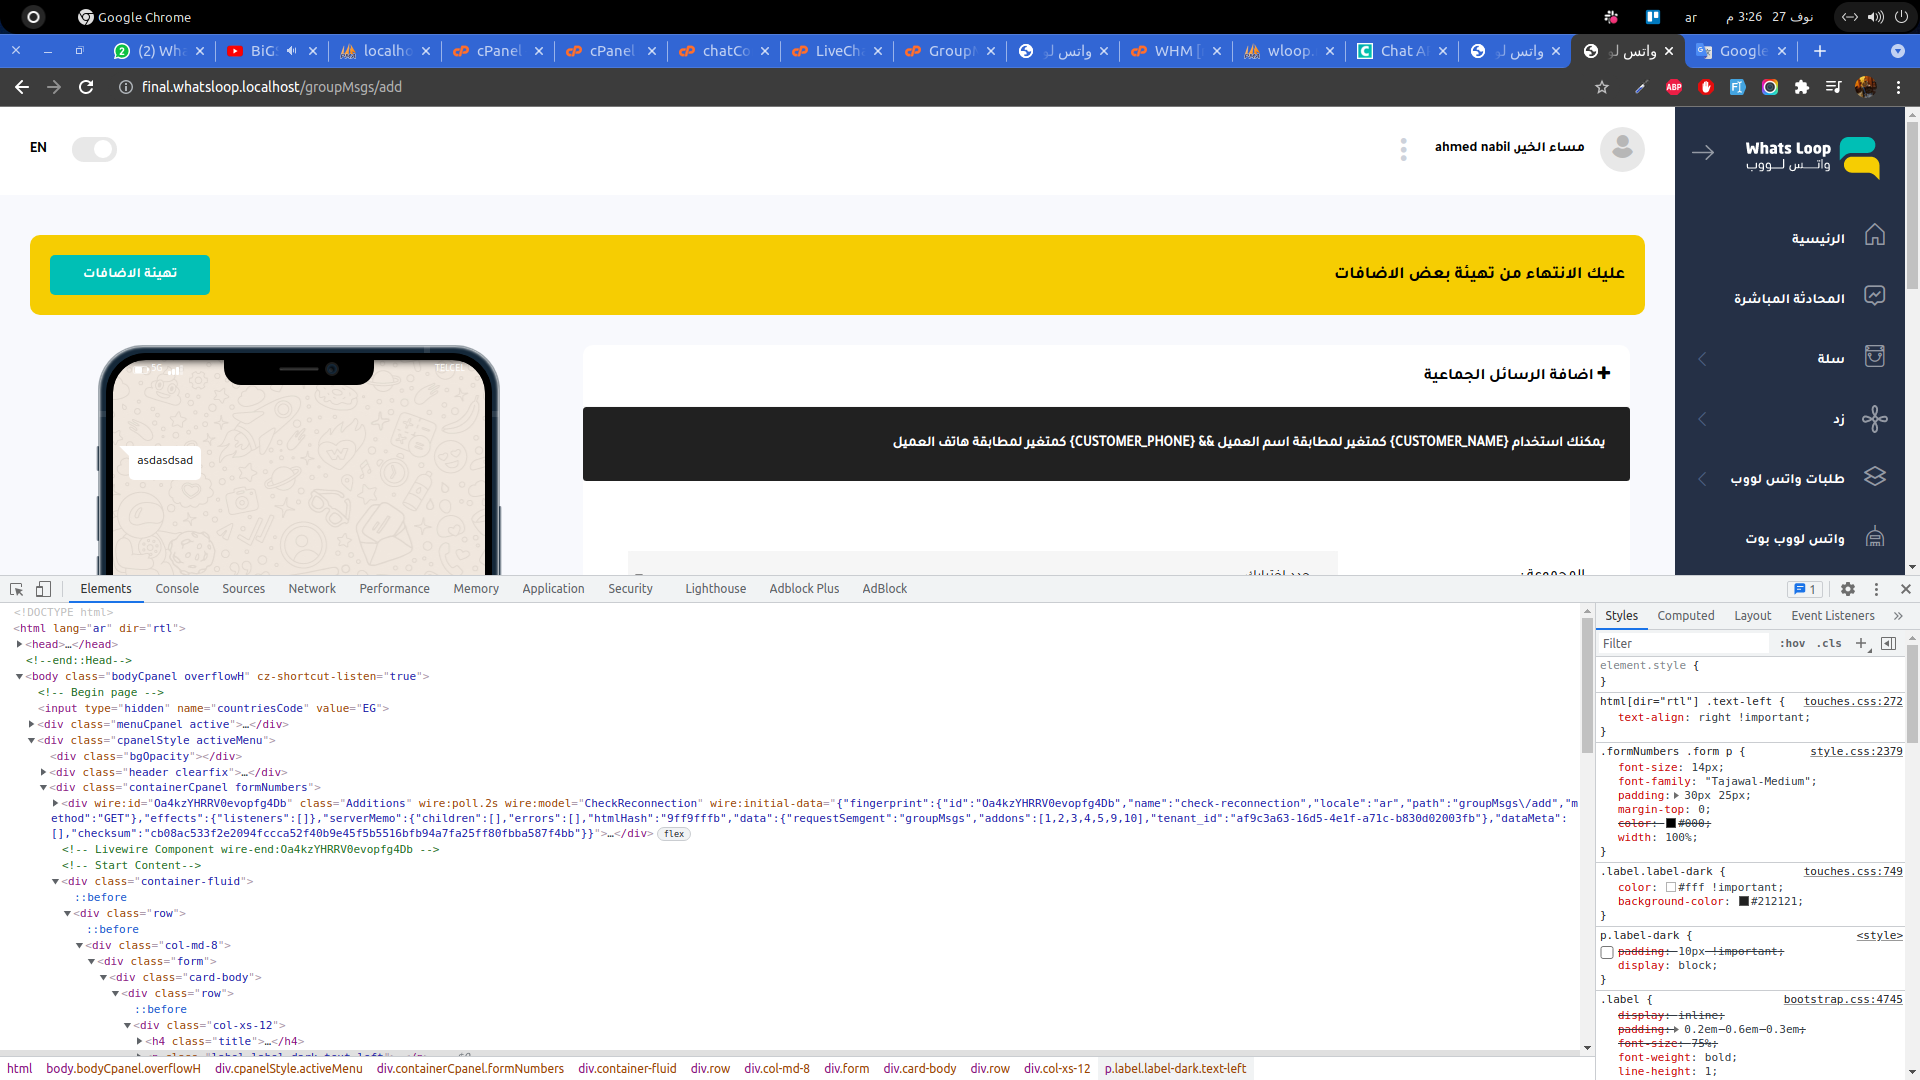 Google Chrome
ar
نوف 27 3:26 م
(2) Wha
BiG
localho
cPanel
cPanel
chatCo
LiveCha
Group
واتس لو
WHM [
wloop.
Chat A
واتس لو
واتس لو
Google
final.whatsloop.localhost/groupMsgs/add
EN
مساء الخير, ahmed nabil
Whats Loop
واتس لووب
الرئيسية
المحادثة المباشرة
سلة
زد
طلبات واتس لووب
واتس لووب بوت
عليك الانتهاء من تهيئة بعض الاضافات
تهيئة الاضافات
5G
TELCEL
asdasdsad
اضافة الرسائل الجماعية
يمكنك استخدام {CUSTOMER_NAME} كمتغير لمطابقة اسم العميل && {CUSTOMER_PHONE} كمتغير لمطابقة هاتف العميل
المجموعة:
حدد اختيارك
Elements Console Sources Network Performance Memory Application Security Lighthouse Adblock Plus AdBlock
1
<!DOCTYPE html>
<html lang="ar" dir="rtl">
<head>…</head>
<!--end::Head-->
<body class="bodyCpanel overflowH" cz-shortcut-listen="true">
<!-- Begin page -->
<input type="hidden" name="countriesCode" value="EG">
<div class="menuCpanel active">…</div>
<div class="cpanelStyle activeMenu">
<div class="bgOpacity"></div>
<div class="header clearfix">…</div>
<div class="containerCpanel formNumbers">
<div wire:id="Oa4kzYHRRV0evopfg4Db" class="Additions" wire:poll.2s wire:model="CheckReconnection" wire:initial-data="{"fingerprint":{"id":"Oa4kzYHRRV0evopfg4Db","name":"check-reconnection","locale":"ar","path":"groupMsgs\/add","m
ethod":"GET"},"effects":{"listeners":[]},"serverMemo":{"children":[],"errors":[],"htmlHash":"9ff9fffb","data":{"requestSemgent":"groupMsgs","addons":[1,2,3,4,5,9,10],"tenant_id":"af9c3a63-16d5-4e1f-a71c-b830d02003fb"},"dataMeta":
[],"checksum":"cb08ac533f2e2094fccca52f40b9e45f5b5516bfb94a7fa25ff80fbba587f4bb"}}">…</div> flex
<!-- Livewire Component wire-end:Oa4kzYHRRV0evopfg4Db -->
<!-- Start Content-->
<div class="container-fluid">
::before
<div class="row">
::before
<div class="col-md-8">
<div class="form">
<div class="card-body">
<div class="row">
::before
<div class="col-xs-12">
<h4 class="title">…</h4>
html body.bodyCpanel.overflowH div.cpanelStyle.activeMenu div.containerCpanel.formNumbers div.container-fluid div.row div.col-md-8 div.form div.card-body div.row div.col-xs-12 p.label.label-dark.text-left
Styles Computed Layout Event Listeners »
Filter :hov .cls
element.style {
}
html[dir="rtl"] .text-left { touches.css:272
text-align: right !important;
}
.formNumbers .form p { style.css:2379
font-size: 14px;
font-family: "Tajawal-Medium";
padding: 30px 25px;
margin-top: 0;
color: #000;
width: 100%;
}
.label.label-dark { touches.css:749
color: #fff !important;
background-color: #212121;
}
p.label-dark { <style>
padding: 10px !important;
display: block;
}
.label { bootstrap.css:4745
display: inline;
padding: 0.2em 0.6em 0.3em;
font-size: 75%;
font-weight: bold;
line-height: 1;